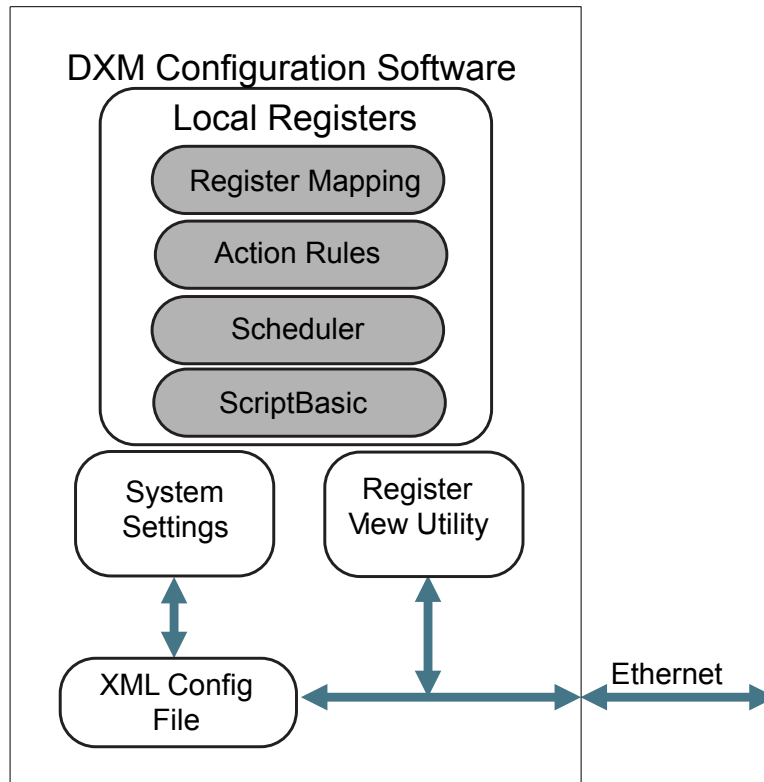 DXM Configuration Software
Local Registers
Register Mapping
Action Rules
Scheduler
ScriptBasic
System
Settings
Register
View Utility
XML Config
File
Ethernet